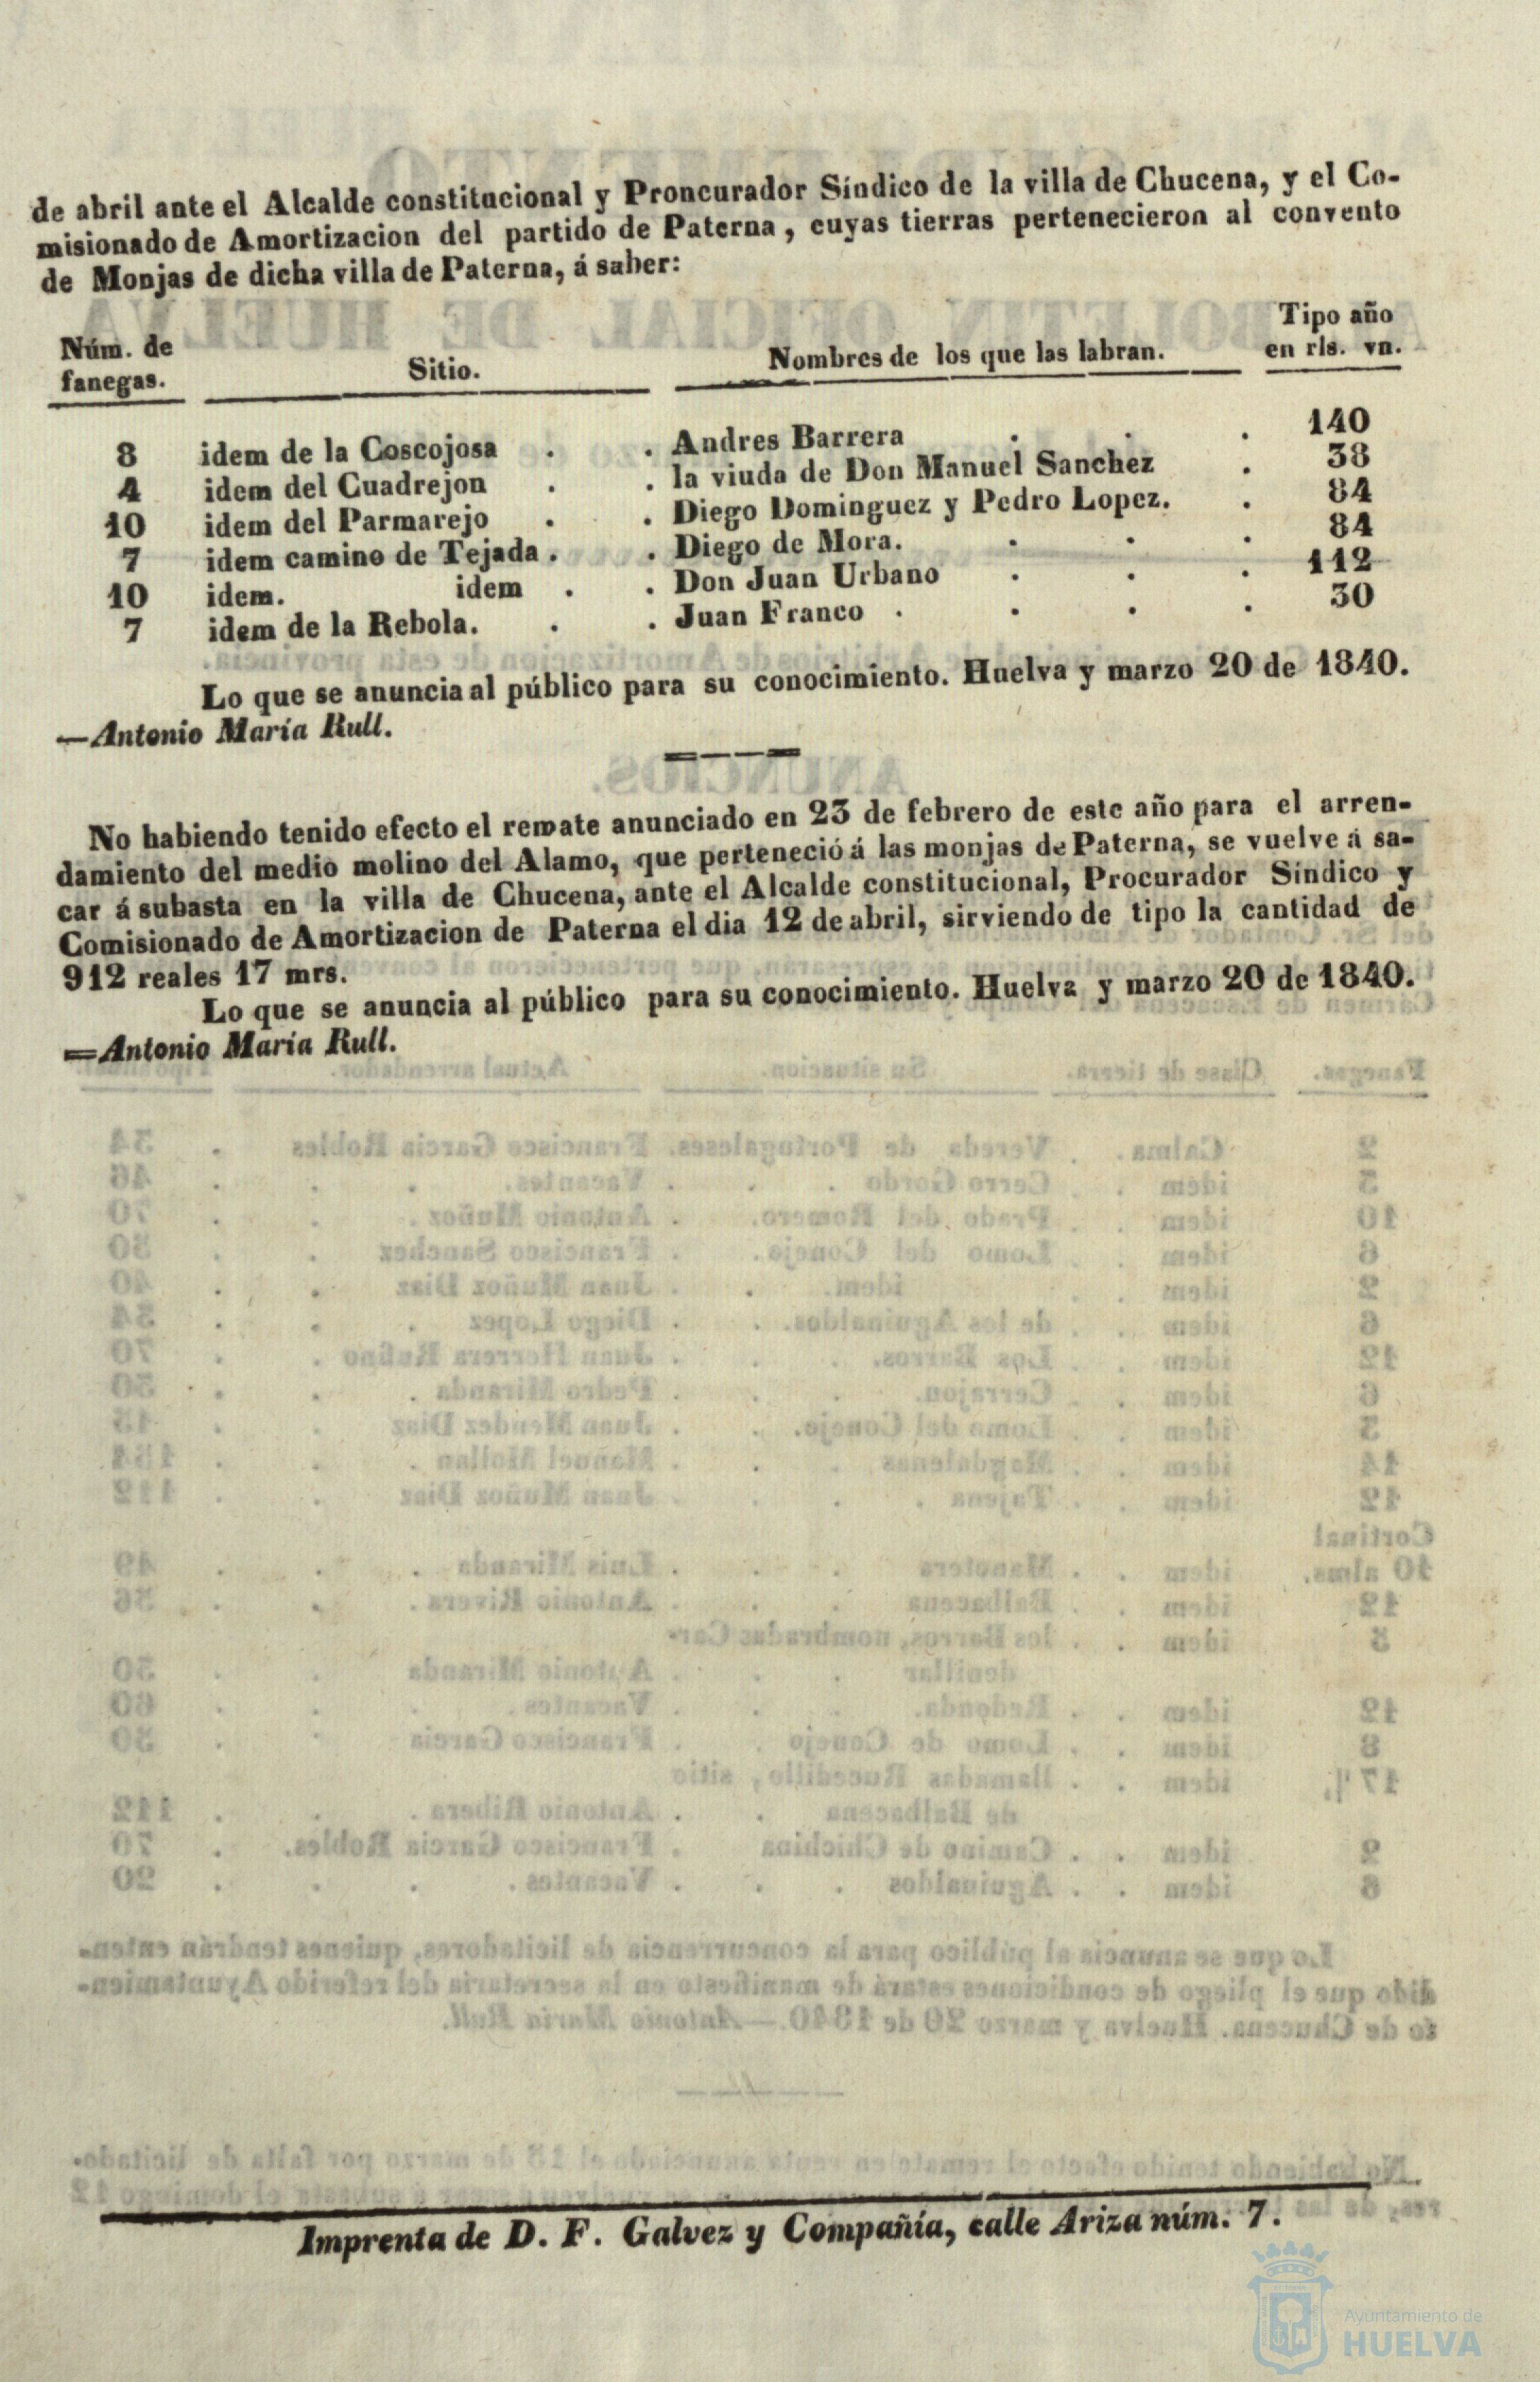 de abril ante el Alcalde constitucional y Proncurador Síndico de la villa de Chucena, y el Co-
misionado de Amortizacion del partido de Paterna, cuyas tierras pertenecieron al convento
de Monjas de dicha villa de Paterna, á saber:
Núm. de fanegas. Sitio. Nombres de los que las labran. Tipo año en rls. vn.
8 idem de la Coscojosa . . Andres Barrera . . . 140
4 idem del Cuadrejon . . la viuda de Don Manuel Sanchez . 38
10 idem del Parmarejo . . Diego Dominguez y Pedro Lopez. . 84
7 idem camino de Tejada . . Diego de Mora. . . . 84
10 idem. idem . . Don Juan Urbano . . . 112
7 idem de la Rebola. . . Juan Franco . . . . 30
Lo que se anuncia al público para su conocimiento. Huelva y marzo 20 de 1840.
—Antonio María Rull.
No habiendo tenido efecto el remate anunciado en 23 de febrero de este año para el arren-
damiento del medio molino del Alamo, que perteneció á las monjas de Paterna, se vuelve á sa-
car á subasta en la villa de Chucena, ante el Alcalde constitucional, Procurador Síndico y
Comisionado de Amortizacion de Paterna el dia 12 de abril, sirviendo de tipo la cantidad de
912 reales 17 mrs.
Lo que se anuncia al público para su conocimiento. Huelva y marzo 20 de 1840.
=Antonio María Rull.
Imprenta de D. F. Galvez y Compañía, calle Ariza núm. 7.
Ayuntamiento de
HUELVA